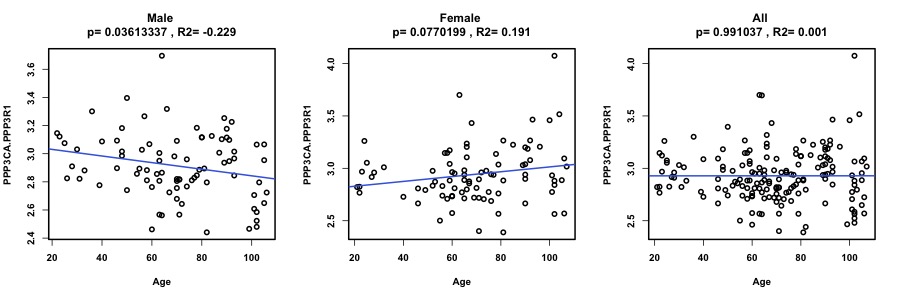 Male
p= 0.03613337 , R2= -0.229
PPP3CA.PPP3R1
2.4 2.6 2.8 3.0 3.2 3.4 3.6
20 40 60 80 100
Age
Female
p= 0.0770199 , R2= 0.191
PPP3CA.PPP3R1
2.5 3.0 3.5 4.0
20 40 60 80 100
Age
All
p= 0.991037 , R2= 0.001
PPP3CA.PPP3R1
2.5 3.0 3.5 4.0
20 40 60 80 100
Age